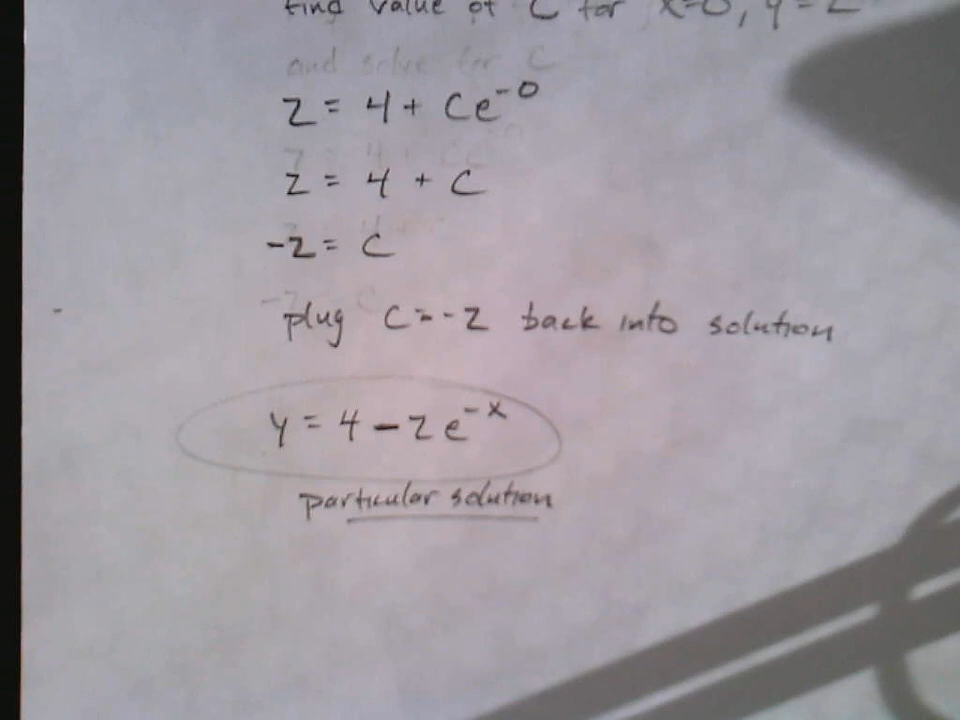 find value of C for x=0, y=2
and solve for C
2 = 4 + Ce^-0
2 = 4 + C
-2 = C
plug C=-2 back into solution
y = 4 - 2e^-x
particular solution